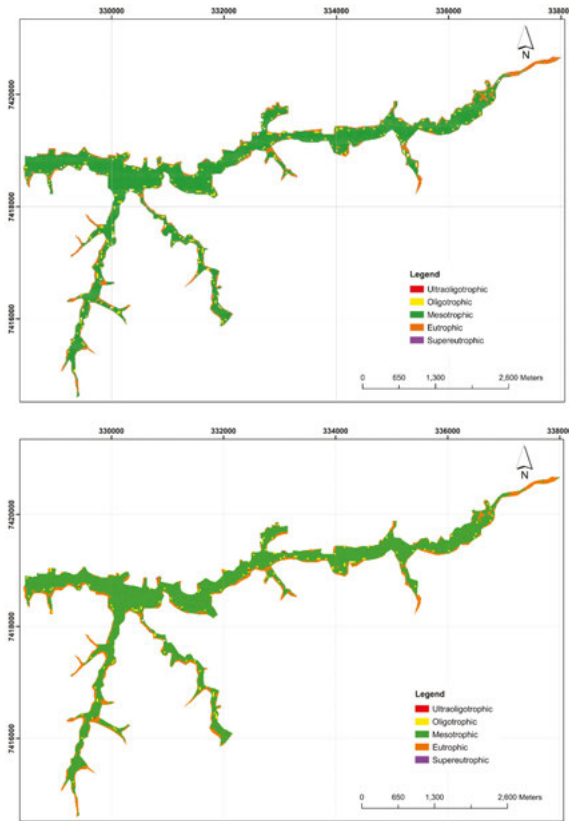 330000 332000 334000 336000 338000
N
7420000
7418000
7416000
Legend
Ultraoligotrophic
Oligotrophic
Mesotrophic
Eutrophic
Supereutrophic
0 650 1,300 2,600 Meters
330000 332000 334000 336000 338000
N
7420000
7418000
7416000
Legend
Ultraoligotrophic
Oligotrophic
Mesotrophic
Eutrophic
Supereutrophic
0 650 1,300 2,600 Meters